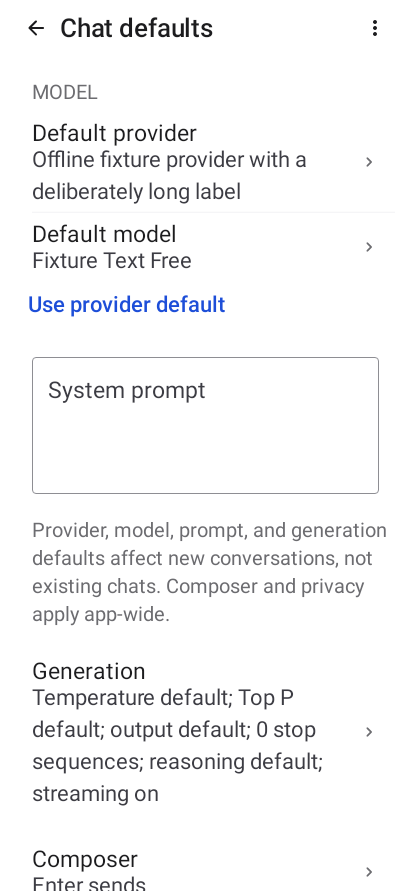 Chat defaults
MODEL
Default provider
Offline fixture provider with a
deliberately long label
Default model
Fixture Text Free
Use provider default
System prompt
Provider, model, prompt, and generation
defaults affect new conversations, not
existing chats. Composer and privacy
apply app-wide.
Generation
Temperature default; Top P
default; output default; 0 stop
sequences; reasoning default;
streaming on
Composer
Enter sends